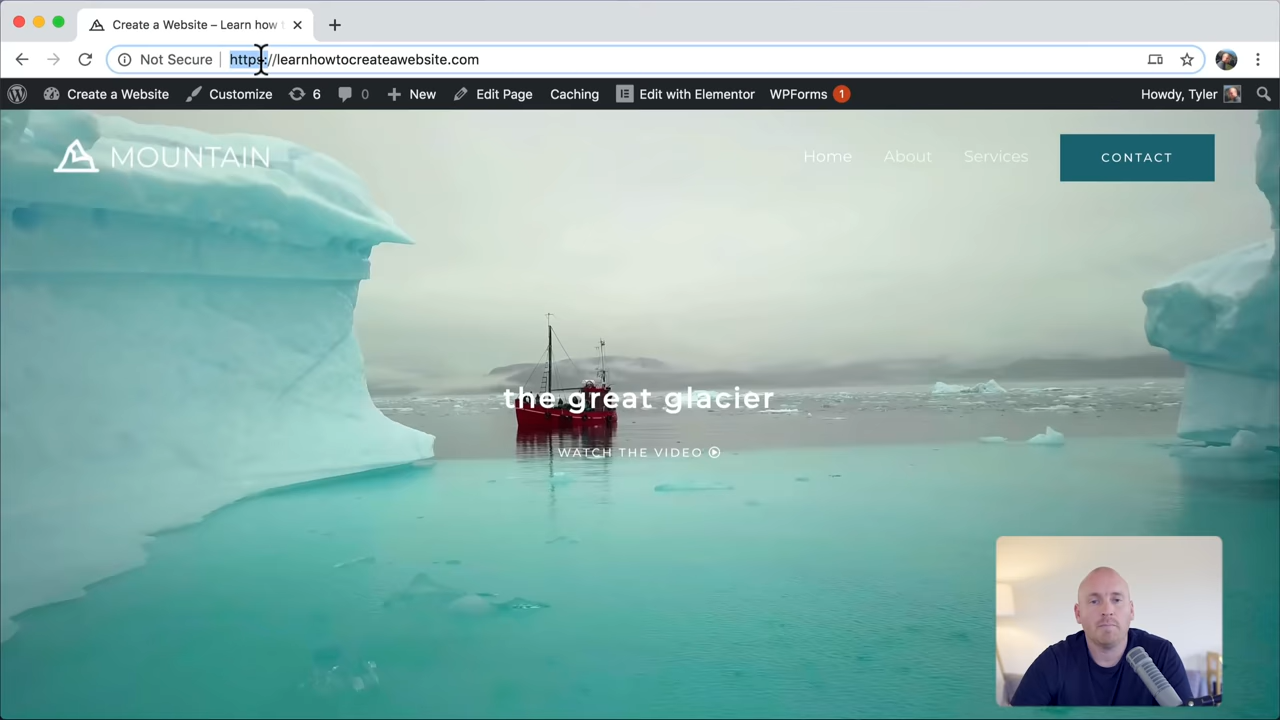 Create a Website – Learn how t
Not Secure https://learnhowtocreateawebsite.com
Create a Website Customize 6 0 New Edit Page Caching Edit with Elementor WPForms 1 Howdy, Tyler
MOUNTAIN Home About Services CONTACT
the great glacier
WATCH THE VIDEO